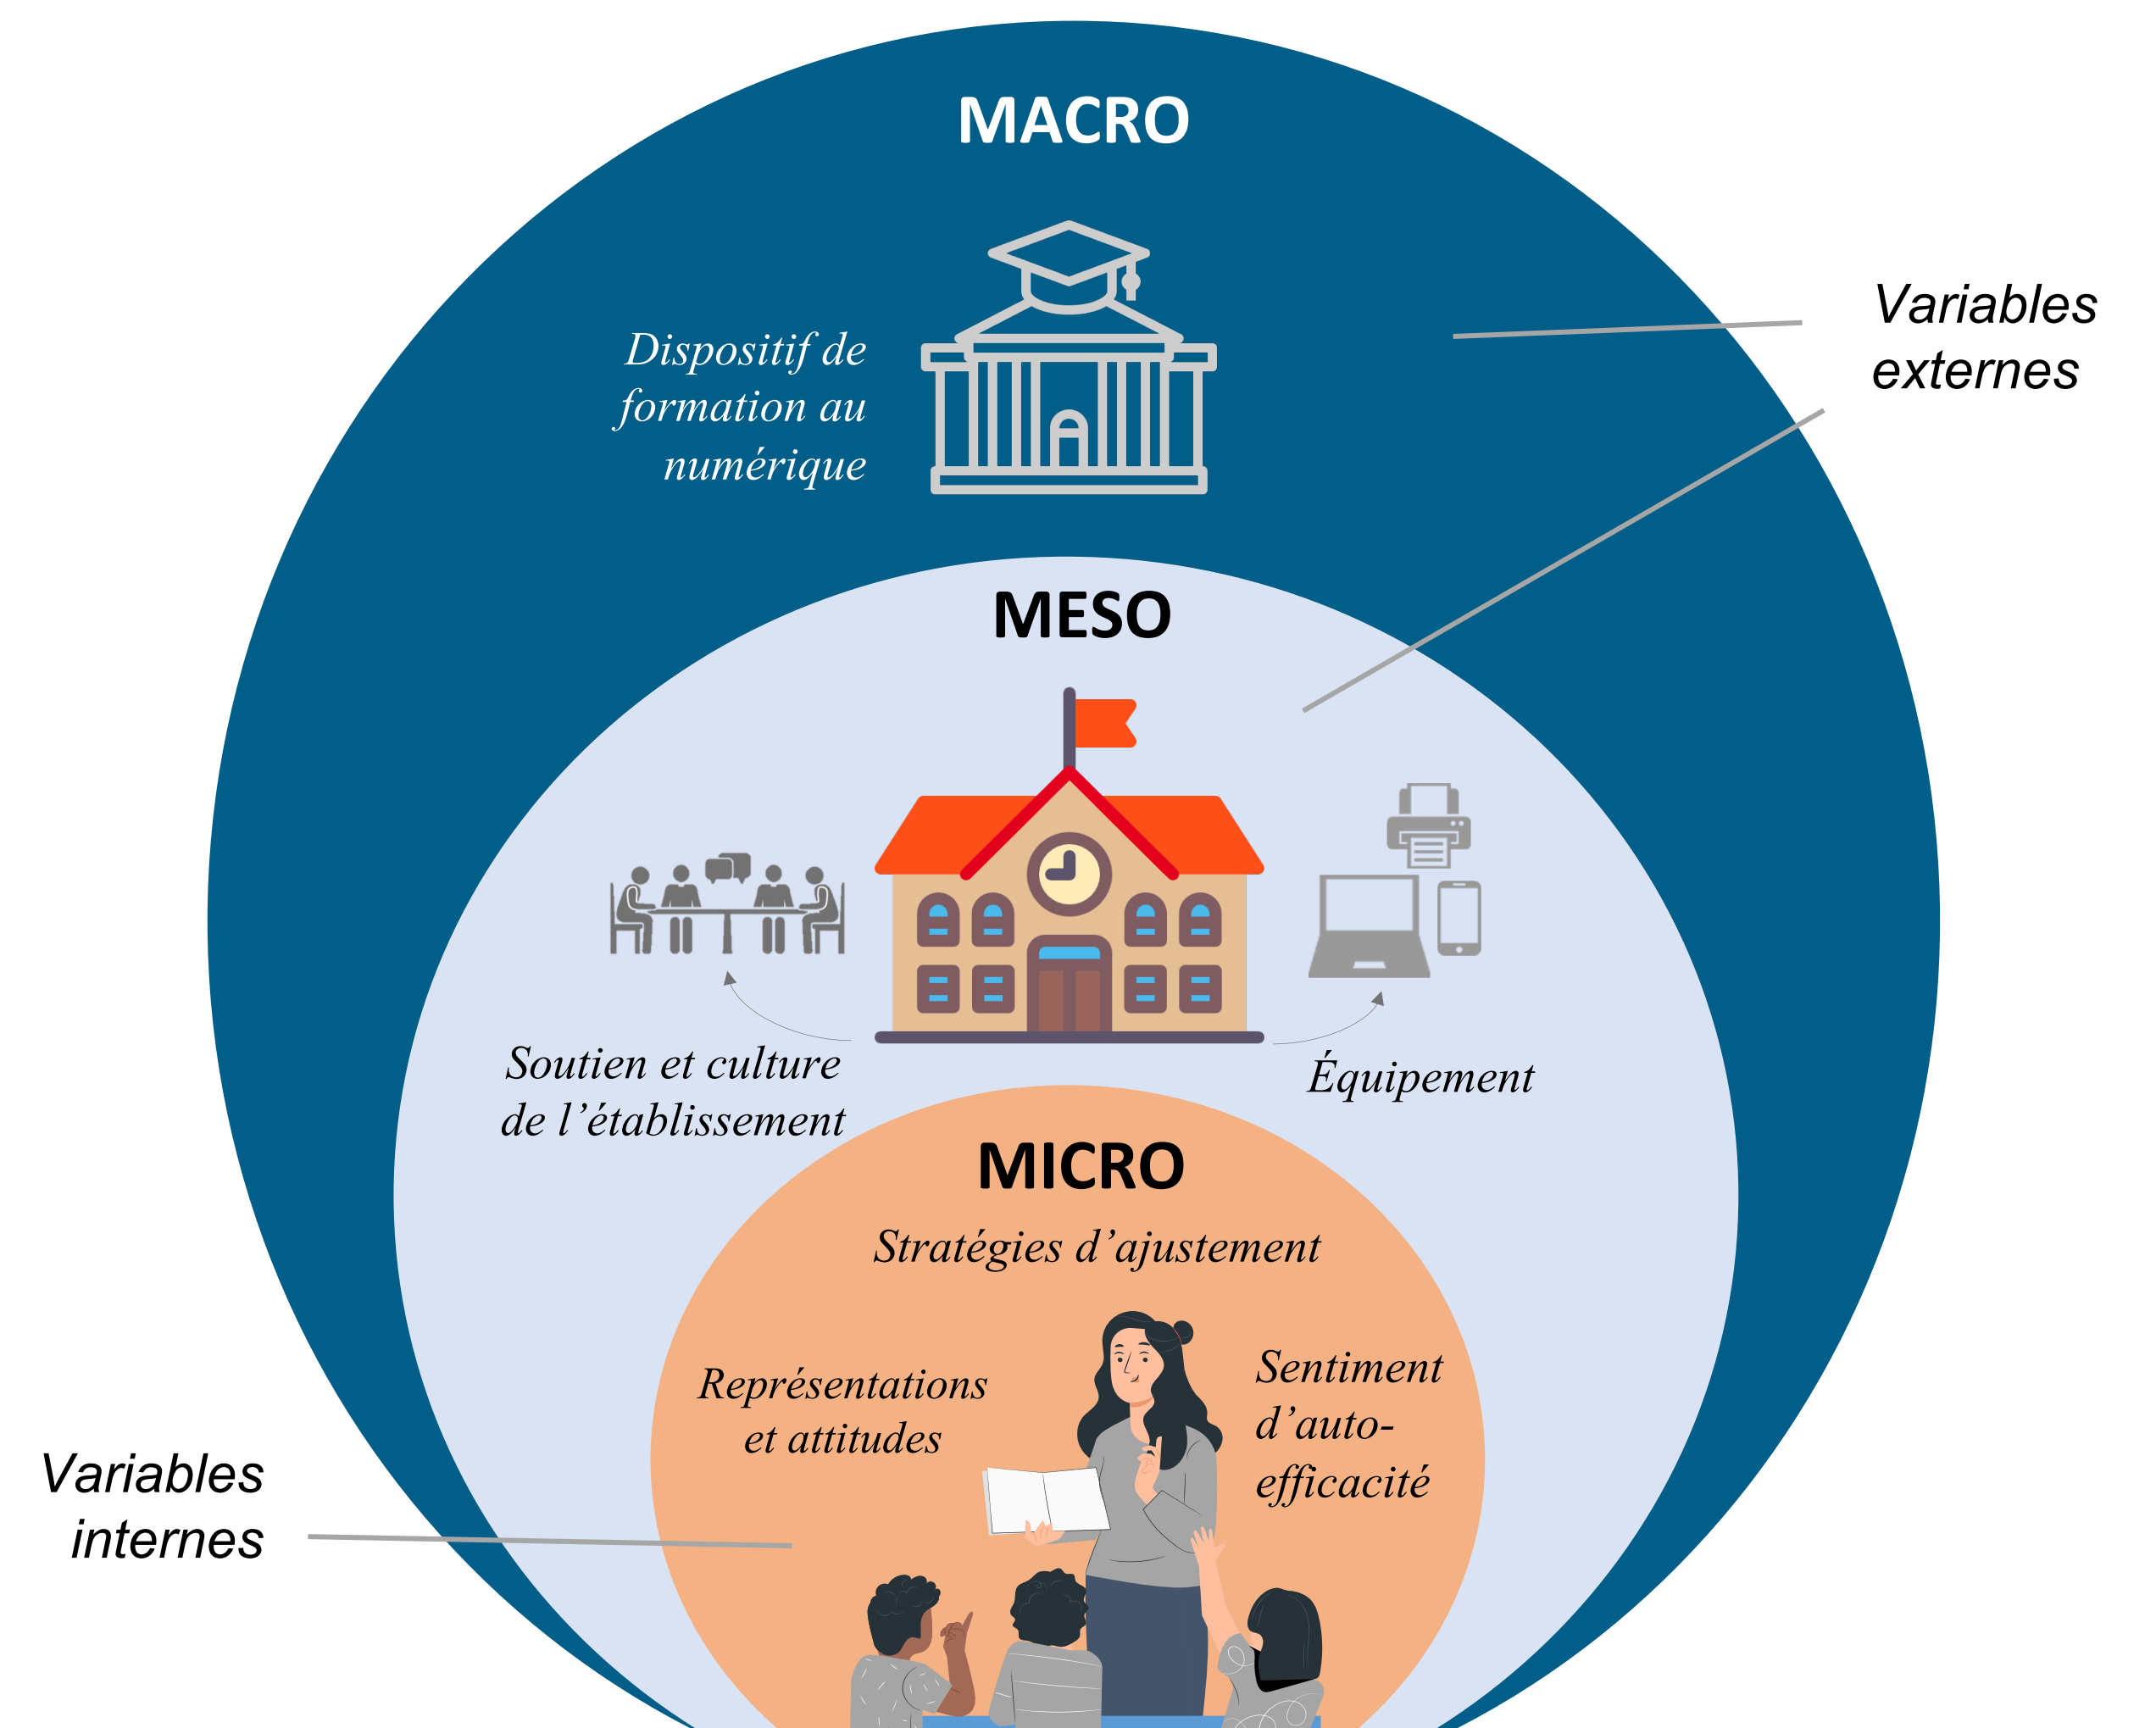 MACRO
Variables
externes
Dispositif de
formation au
numérique
MESO
Soutien et culture
de l’établissement
Équipement
MICRO
Stratégies d’ajustement
Représentations
et attitudes
Sentiment
d’auto-
efficacité
Variables
internes